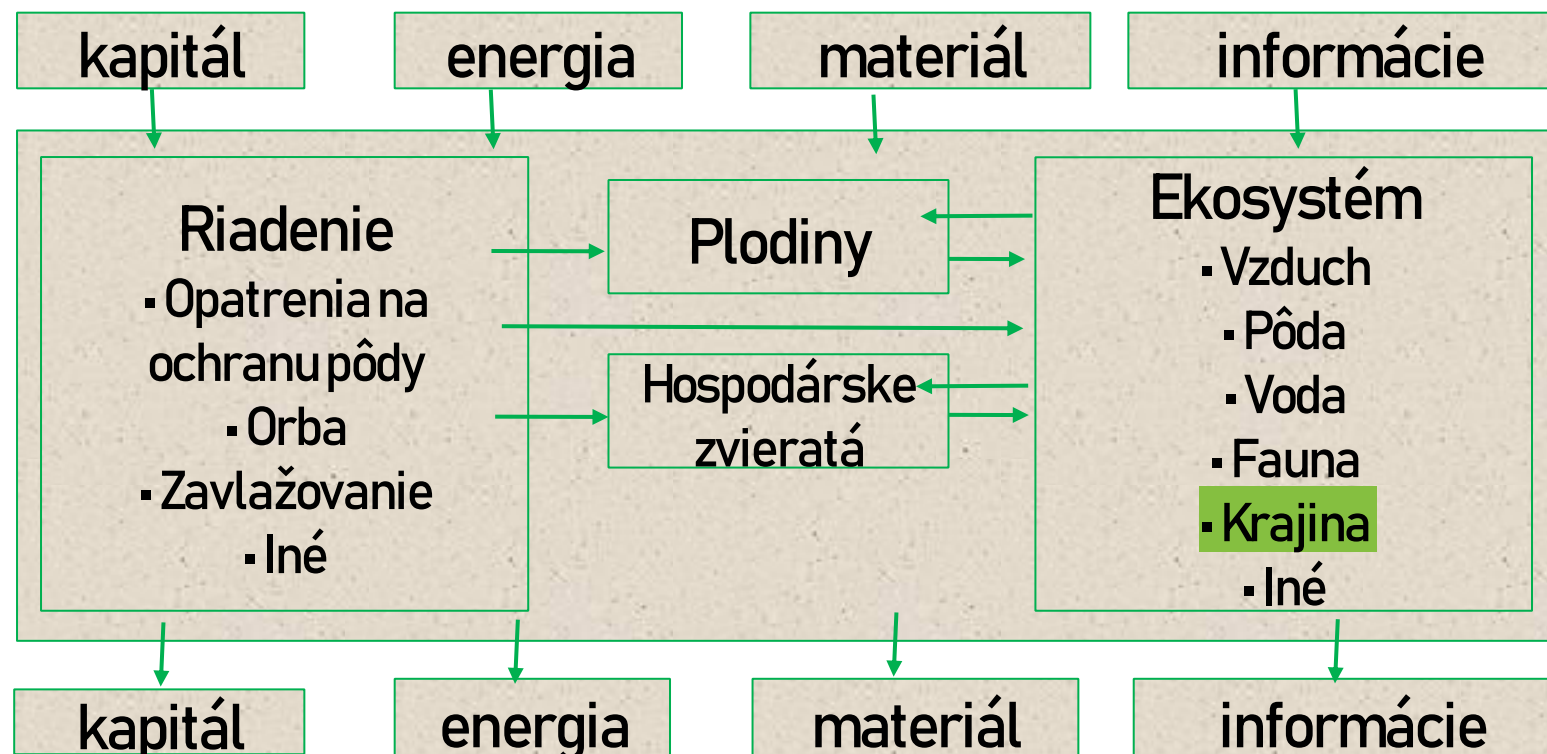 kapitál
energia
materiál
informácie
Riadenie
▪ Opatrenia na
ochranu pôdy
▪ Orba
▪ Zavlažovanie
▪ Iné
Plodiny
Hospodárske
zvieratá
Ekosystém
▪ Vzduch
▪ Pôda
▪ Voda
▪ Fauna
▪ Krajina
▪ Iné
kapitál
energia
materiál
informácie